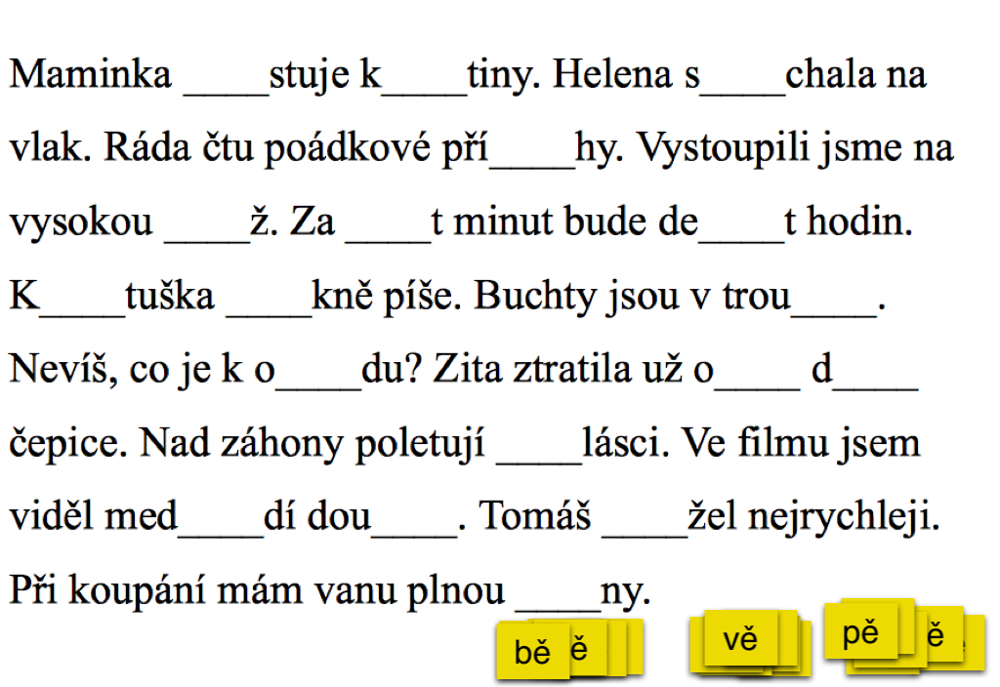 Maminka ____stuje k____tiny. Helena s____chala na
vlak. Ráda čtu poádkové pří____hy. Vystoupili jsme na
vysokou ____ž. Za ____t minut bude de____t hodin.
K____tuška ____kně píše. Buchty jsou v trou____.
Nevíš, co je k o____du? Zita ztratila už o____ d____
čepice. Nad záhony poletují ____lásci. Ve filmu jsem
viděl med____dí dou____. Tomáš ____žel nejrychleji.
Při koupání mám vanu plnou ____ny.
bě ě vě pě ě